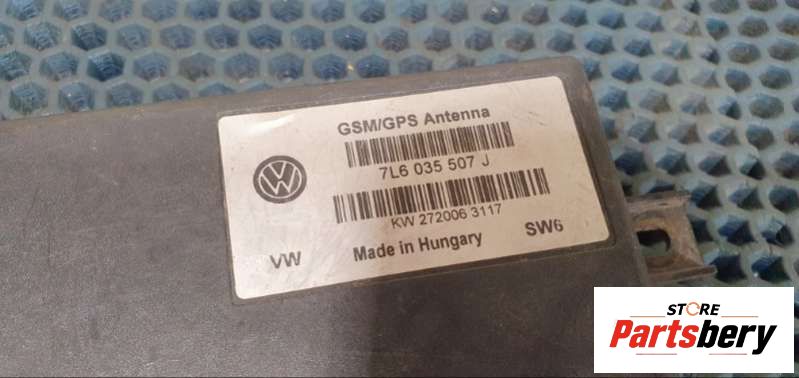 GSM/GPS Antenna
7L6 035 507 J
KW 272006 3117
VW Made in Hungary SW6
STORE
Partsbery